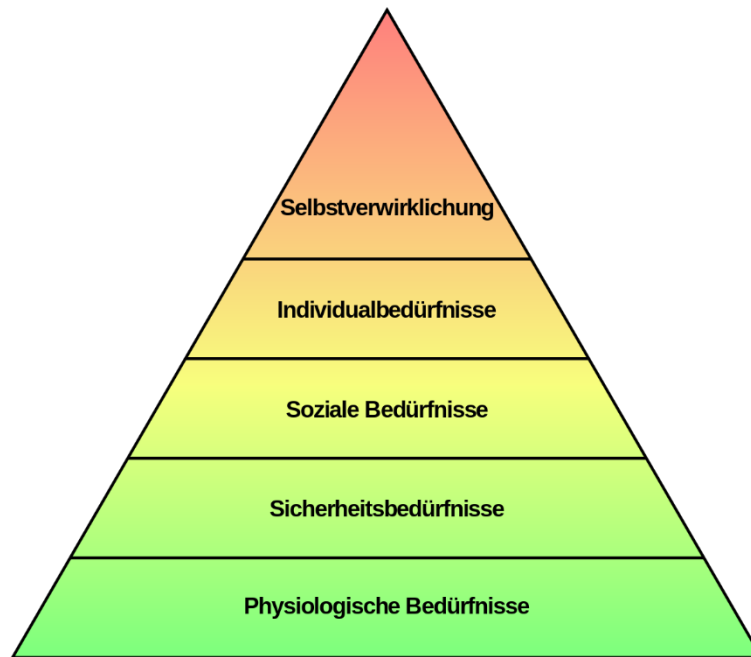 Selbstverwirklichung
Individualbedürfnisse
Soziale Bedürfnisse
Sicherheitsbedürfnisse
Physiologische Bedürfnisse